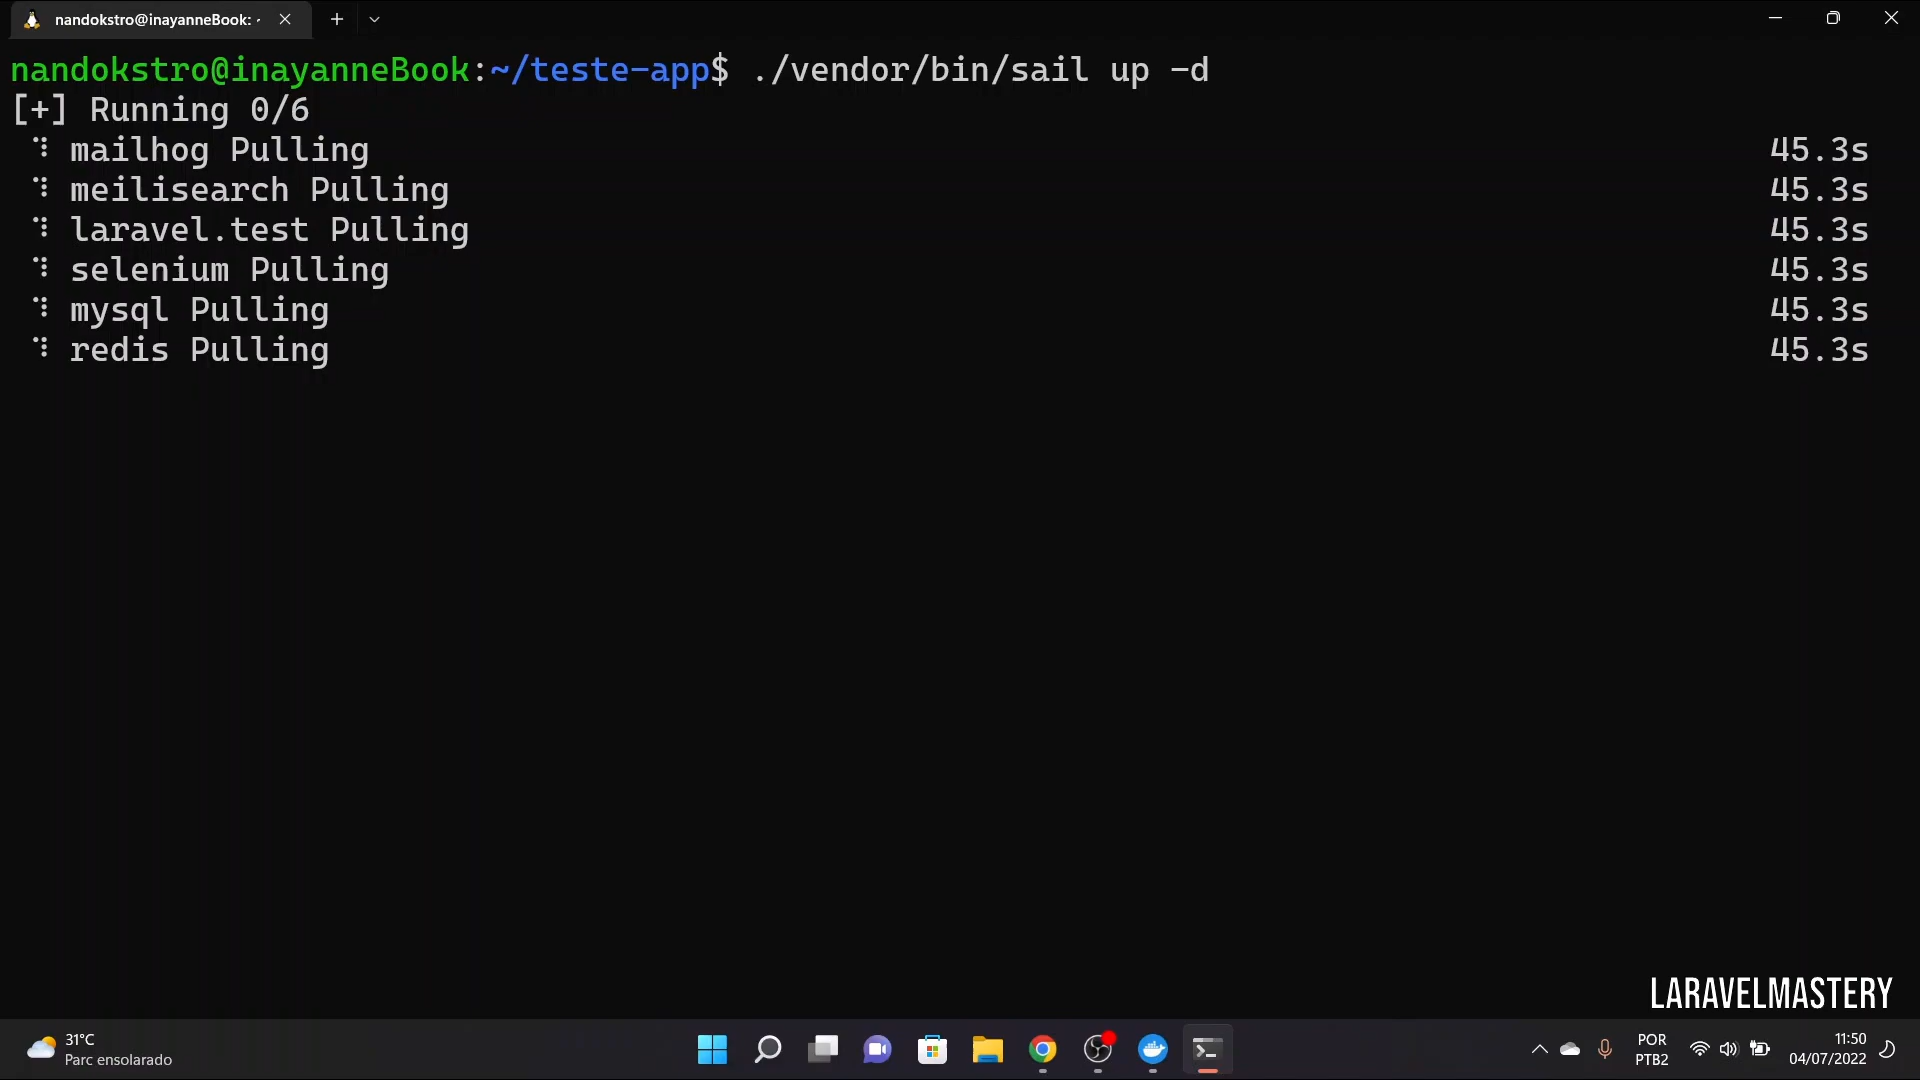 nandokstro@inayanneBook: ~
nandokstro@inayanneBook:~/teste-app$ ./vendor/bin/sail up -d
[+] Running 0/6
mailhog Pulling 45.3s
meilisearch Pulling 45.3s
laravel.test Pulling 45.3s
selenium Pulling 45.3s
mysql Pulling 45.3s
redis Pulling 45.3s
LARAVELMASTERY
31°C
Parc ensolarado
POR
PTB2
11:50
04/07/2022